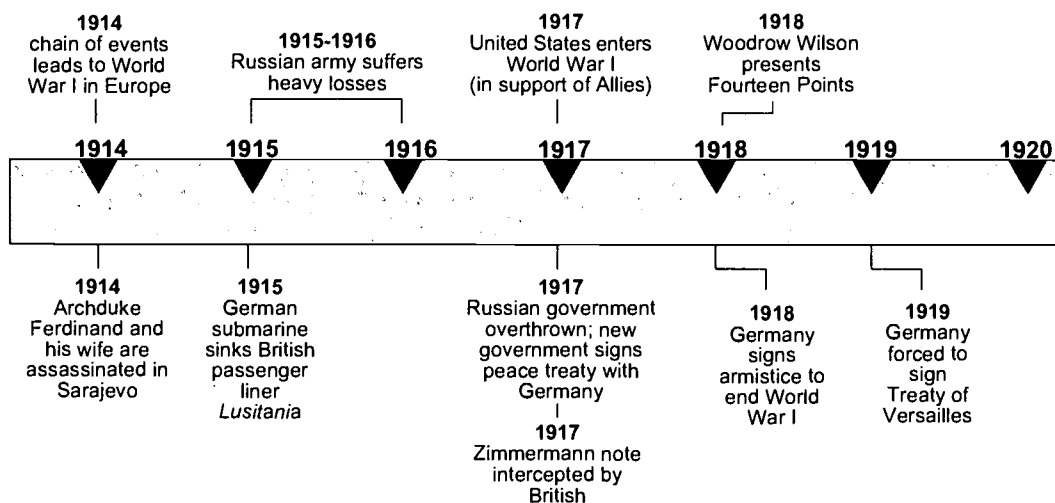 1914
chain of events
leads to World
War I in Europe
1915-1916
Russian army suffers
heavy losses
1917
United States enters
World War I
(in support of Allies)
1918
Woodrow Wilson
presents
Fourteen Points
1914
1915
1916
1917
1918
1919
1920
1914
Archduke
Ferdinand and
his wife are
assassinated in
Sarajevo
1915
German
submarine
sinks British
passenger
liner
Lusitania
1917
Russian government
overthrown; new
government signs
peace treaty with
Germany
1917
Zimmermann note
intercepted by
British
1918
Germany
signs
armistice to
end World
War I
1919
Germany
forced to
sign
Treaty of
Versailles